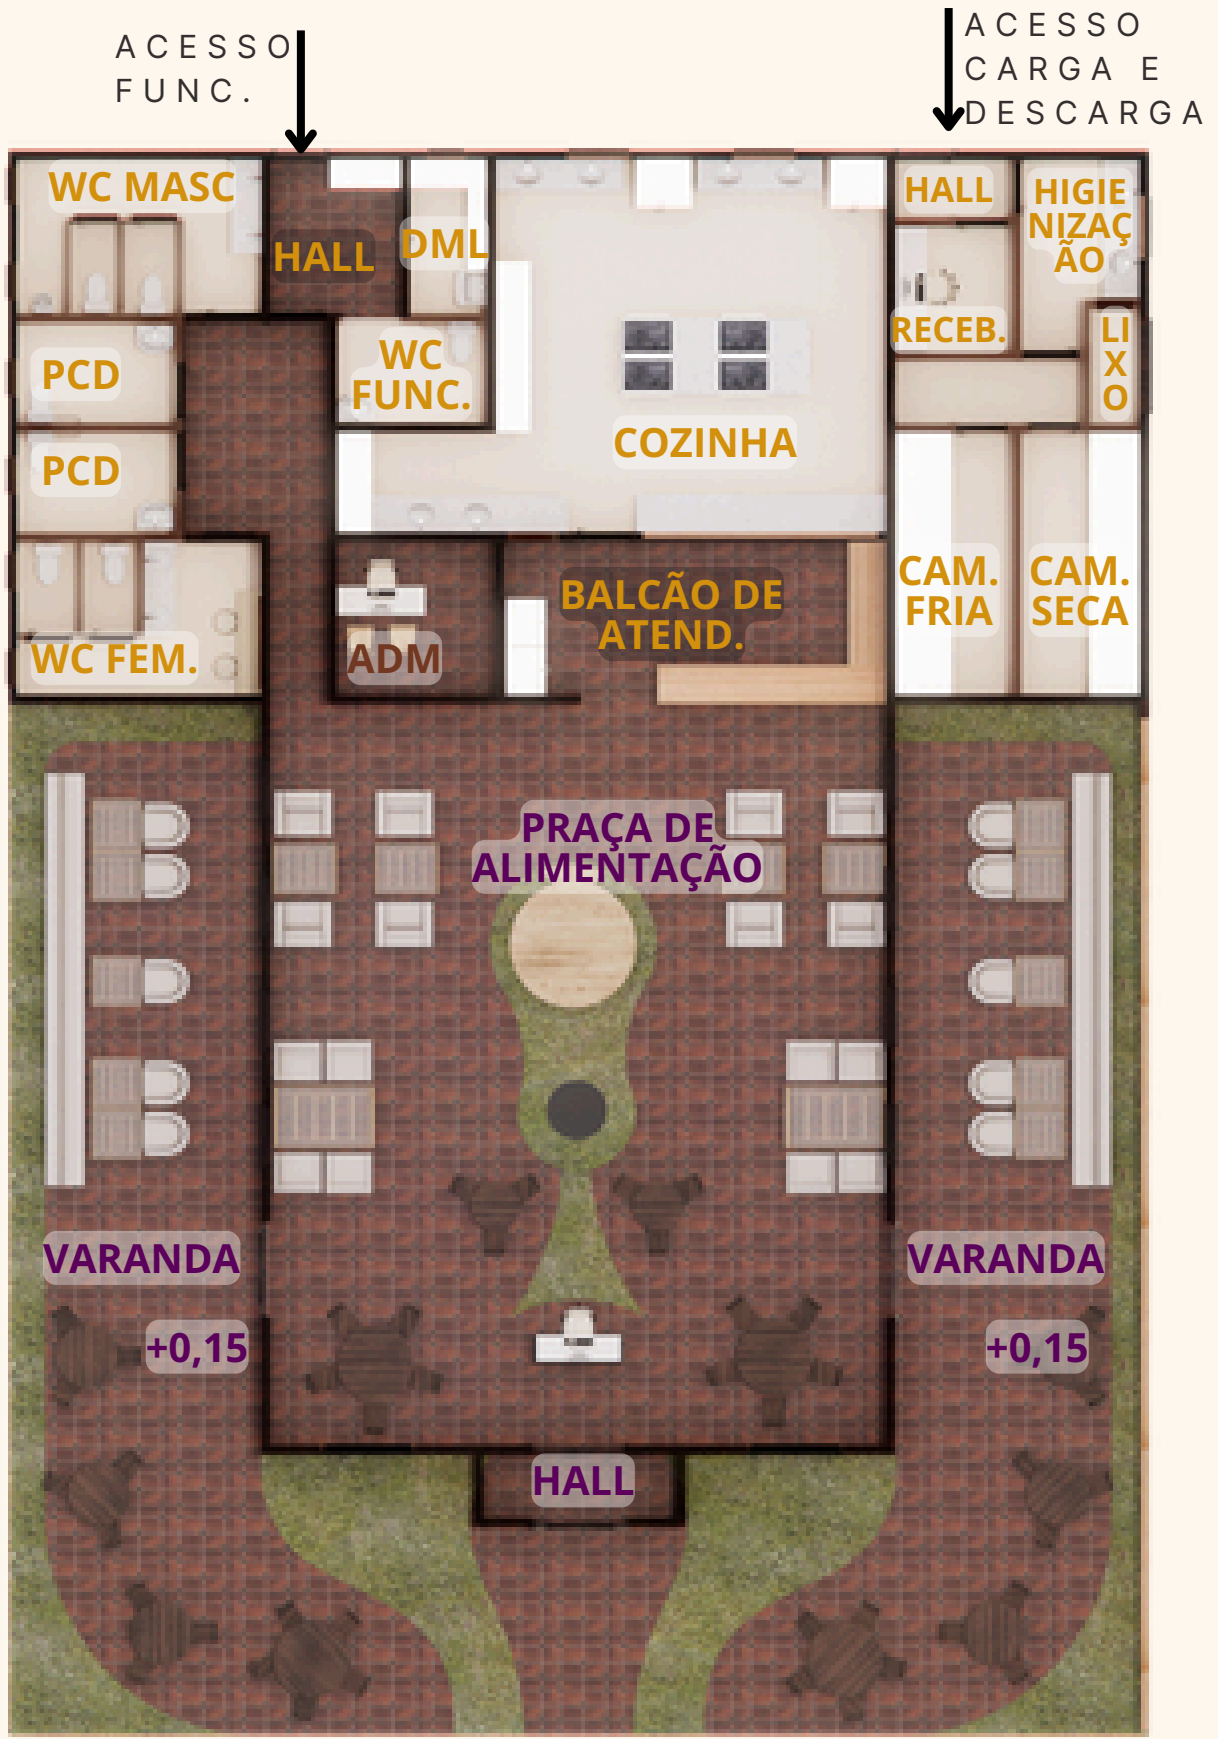 ACESSO
FUNC.
ACESSO
CARGA E
DESCARGA
WC MASC
HALL
DML
HALL
HIGIE
NIZAÇ
ÃO
RECEB.
LI
X
O
PCD
WC
FUNC.
COZINHA
PCD
CAM.
FRIA
CAM.
SECA
BALCÃO DE
ATEND.
WC FEM.
ADM
PRAÇA DE
ALIMENTAÇÃO
VARANDA
VARANDA
+0,15
+0,15
HALL